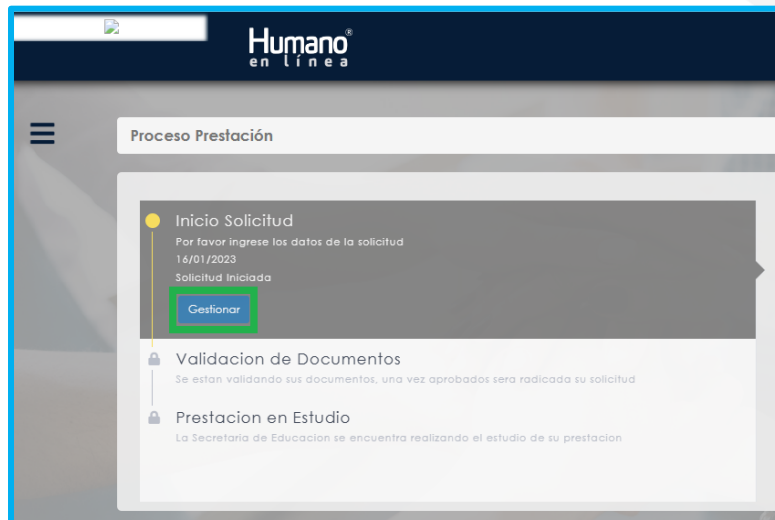 Humano®
en línea
Proceso Prestación
Inicio Solicitud
Por favor ingrese los datos de la solicitud
16/01/2023
Solicitud Iniciada
Gestionar
Validacion de Documentos
Se estan validando sus documentos, una vez aprobados sera radicada su solicitud
Prestacion en Estudio
La Secretaria de Educacion se encuentra realizando el estudio de su prestacion